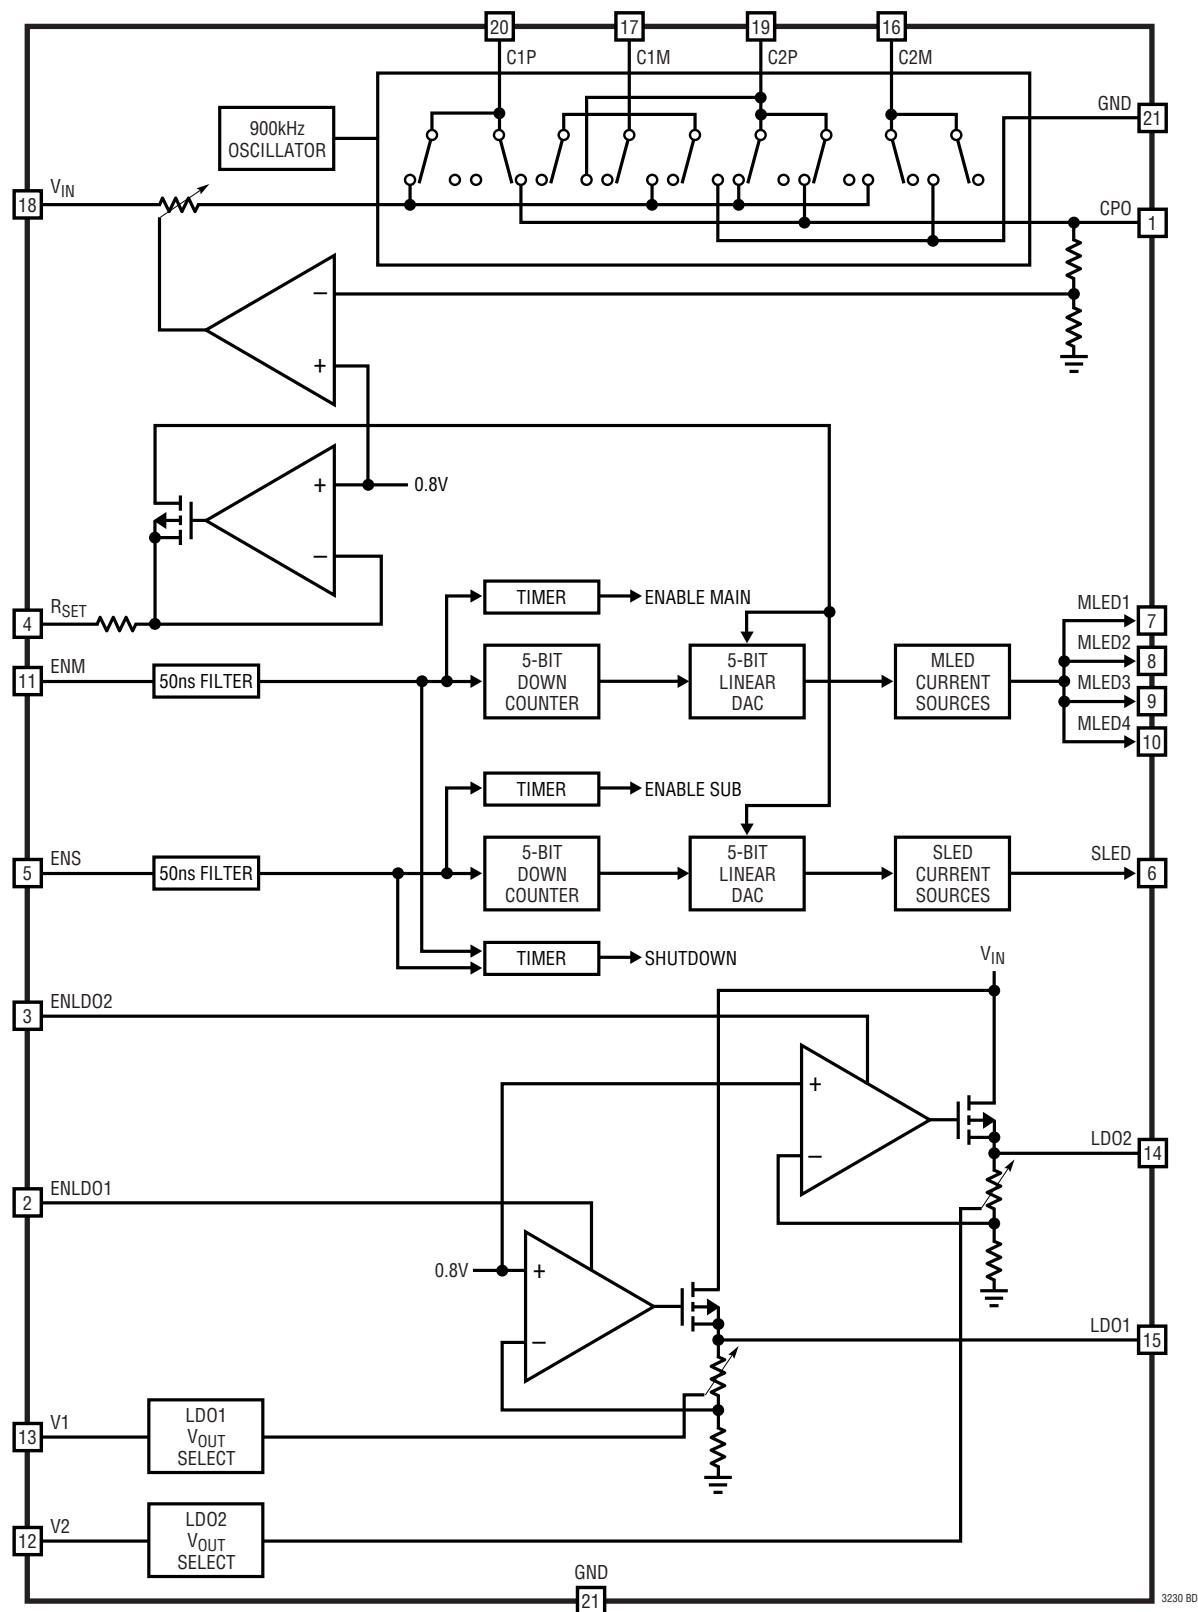 20
17
19
16
C1P
C1M
C2P
C2M
GND
21
900kHz
OSCILLATOR
VIN
18
CPO
1
–
+
+
0.8V
–
RSET
4
TIMER
ENABLE MAIN
MLED1
7
MLED2
8
MLED3
9
MLED4
10
ENM
11
50ns FILTER
5-BIT
DOWN
COUNTER
5-BIT
LINEAR
DAC
MLED
CURRENT
SOURCES
TIMER
ENABLE SUB
ENS
5
50ns FILTER
5-BIT
DOWN
COUNTER
5-BIT
LINEAR
DAC
SLED
CURRENT
SOURCES
SLED
6
TIMER
SHUTDOWN
VIN
ENLDO2
3
+
–
LDO2
14
ENLDO1
2
0.8V
+
–
LDO1
15
V1
13
LDO1
VOUT
SELECT
V2
12
LDO2
VOUT
SELECT
GND
21
3230 BD